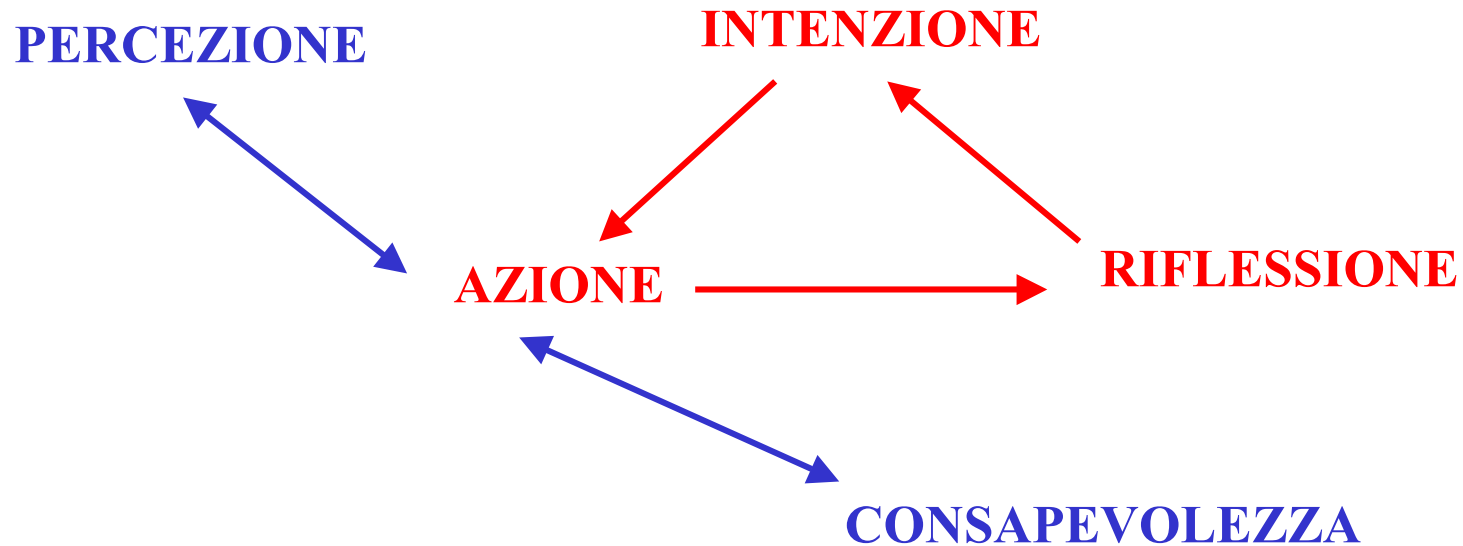 PERCEZIONE
INTENZIONE
AZIONE
RIFLESSIONE
CONSAPEVOLEZZA